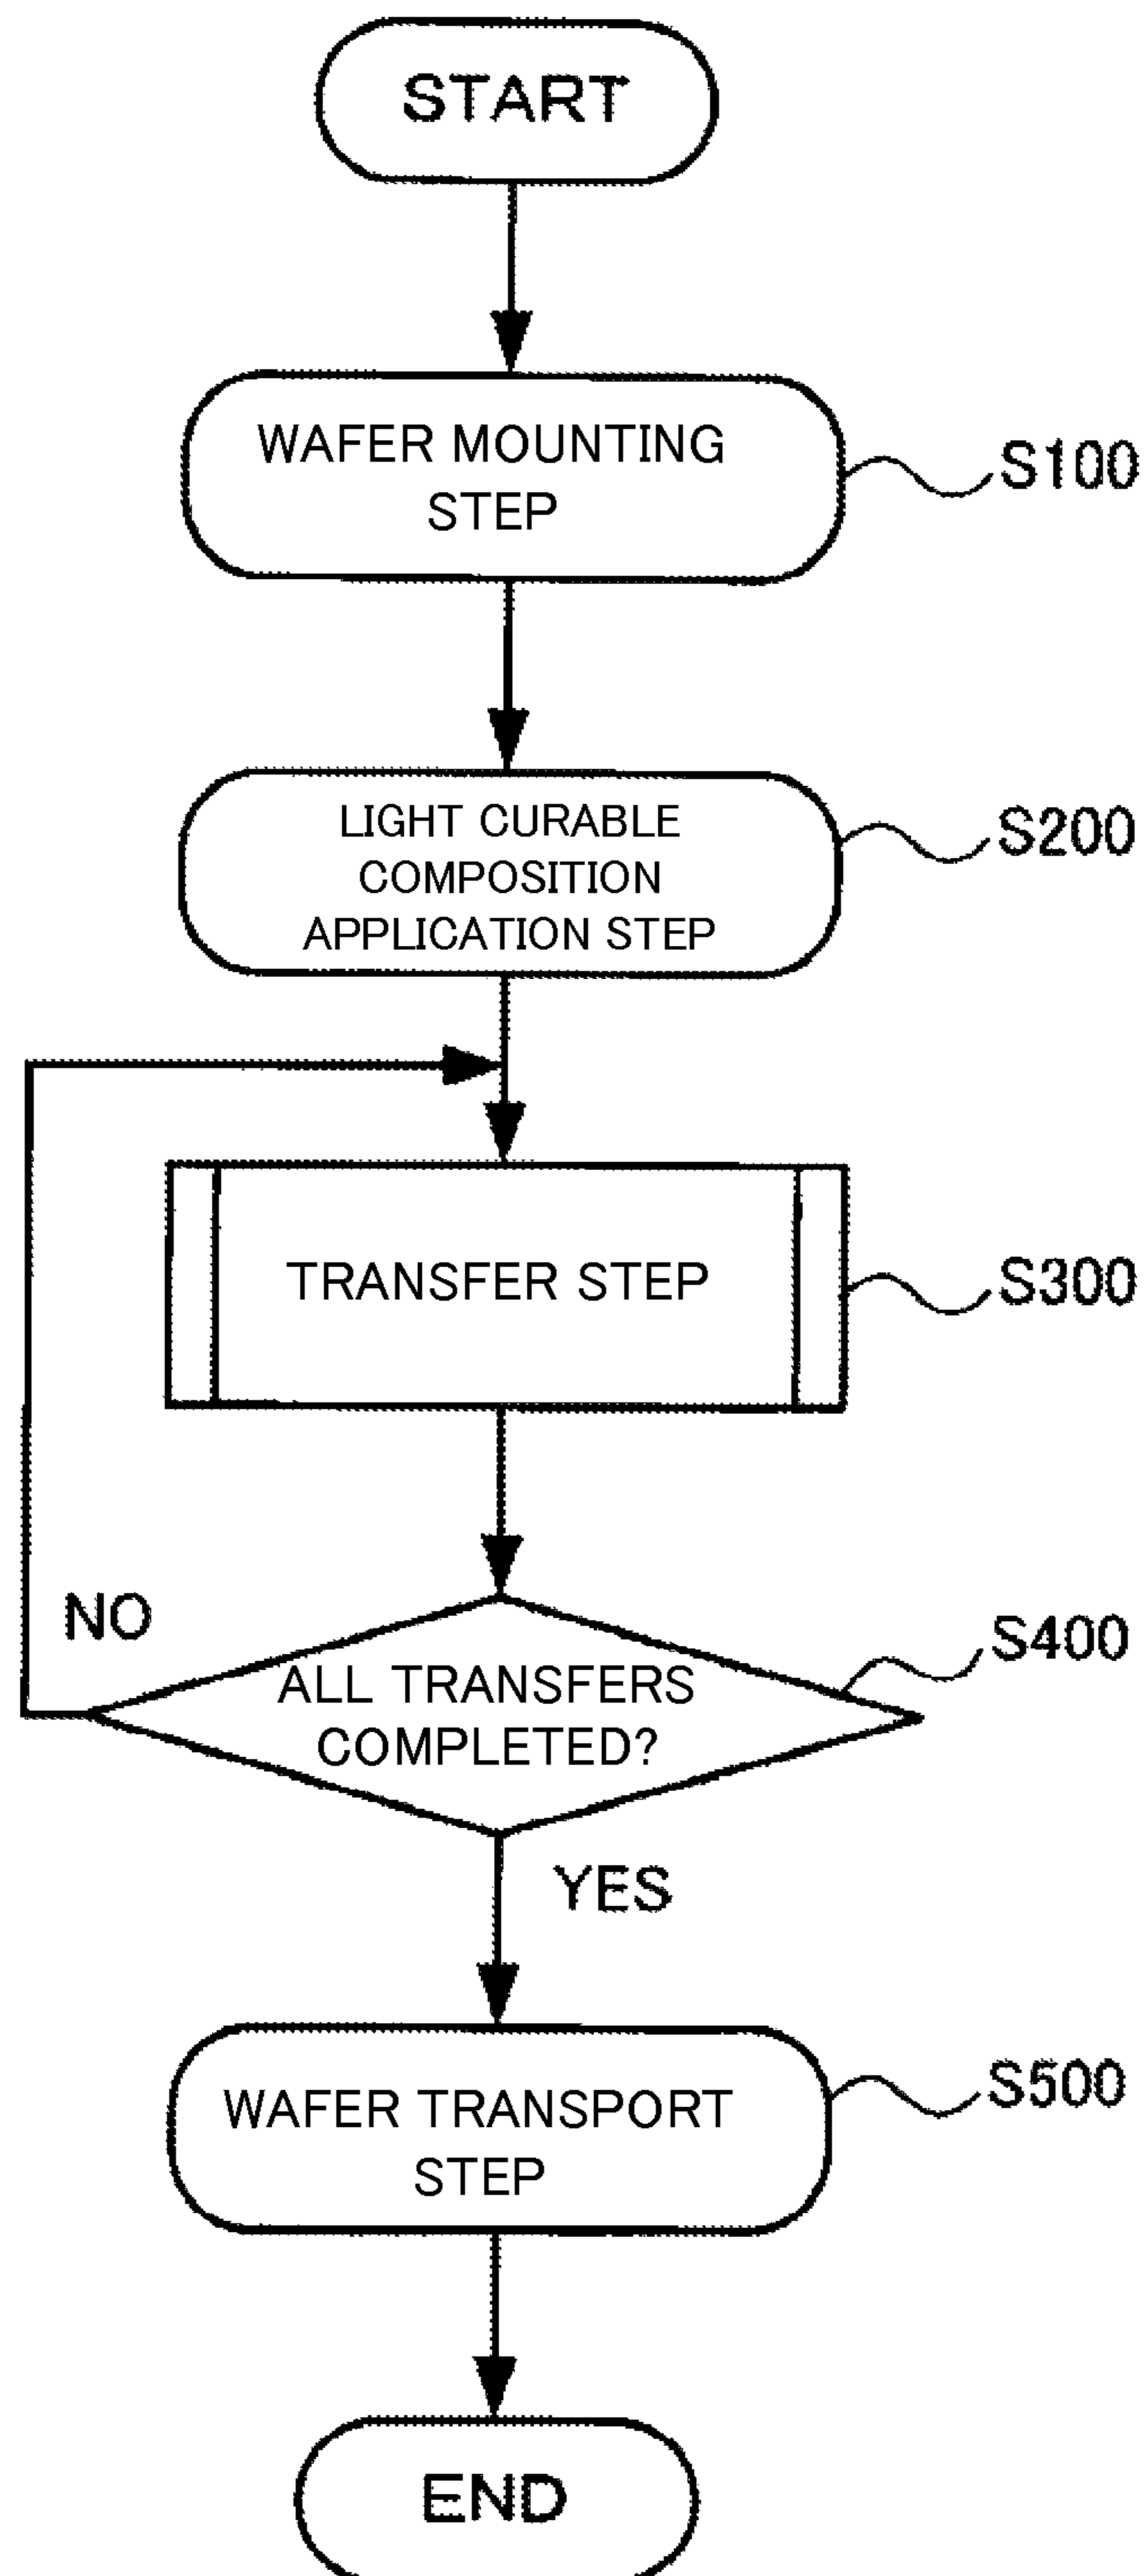 START
WAFER MOUNTING
STEP
S100
LIGHT CURABLE
COMPOSITION
APPLICATION STEP
S200
TRANSFER STEP
S300
NO
ALL TRANSFERS
COMPLETED?
S400
YES
WAFER TRANSPORT
STEP
S500
END